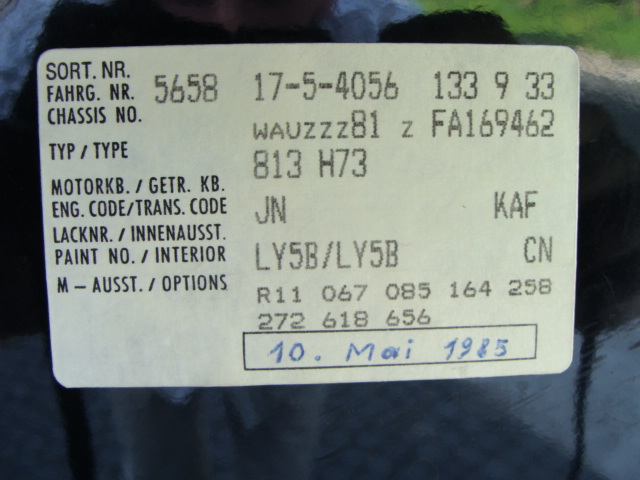 SORT. NR. 5658 17-5-4056 133 9 33
FAHRG. NR.
CHASSIS NO. WAUZZZ81 Z FA169462
TYP / TYPE 813 H73
MOTORKB. / GETR. KB.
ENG. CODE/TRANS. CODE JN KAF
LACKNR. / INNENAUSST.
PAINT NO. / INTERIOR LY5B/LY5B CN
M - AUSST. / OPTIONS R11 067 085 164 258
272 618 656
10. Mai 1985